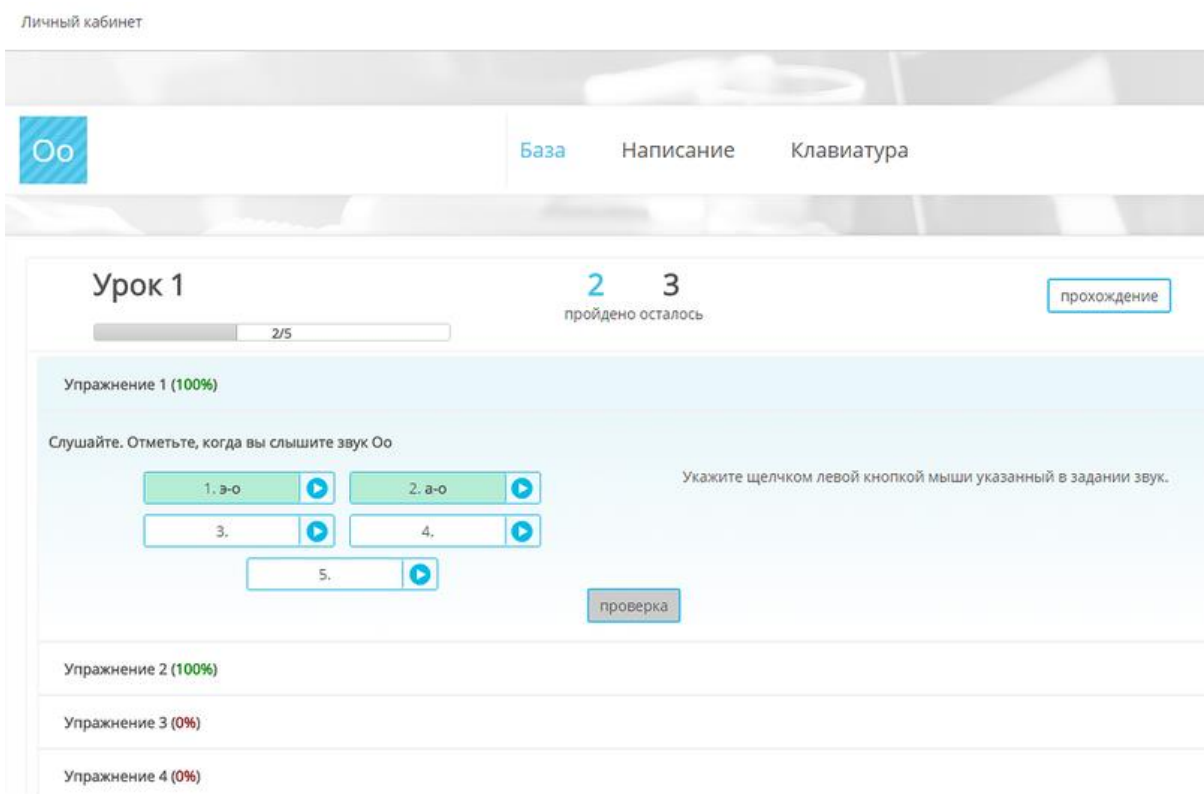 Личный кабинет
Оо
База Написание Клавиатура
Урок 1
2 3
пройдено осталось
прохождение
2/5
Упражнение 1 (100%)
Слушайте. Отметьте, когда вы слышите звук Оо
1. э-о
2. а-о
Укажите щелчком левой кнопкой мыши указанный в задании звук.
3.
4.
5.
проверка
Упражнение 2 (100%)
Упражнение 3 (0%)
Упражнение 4 (0%)